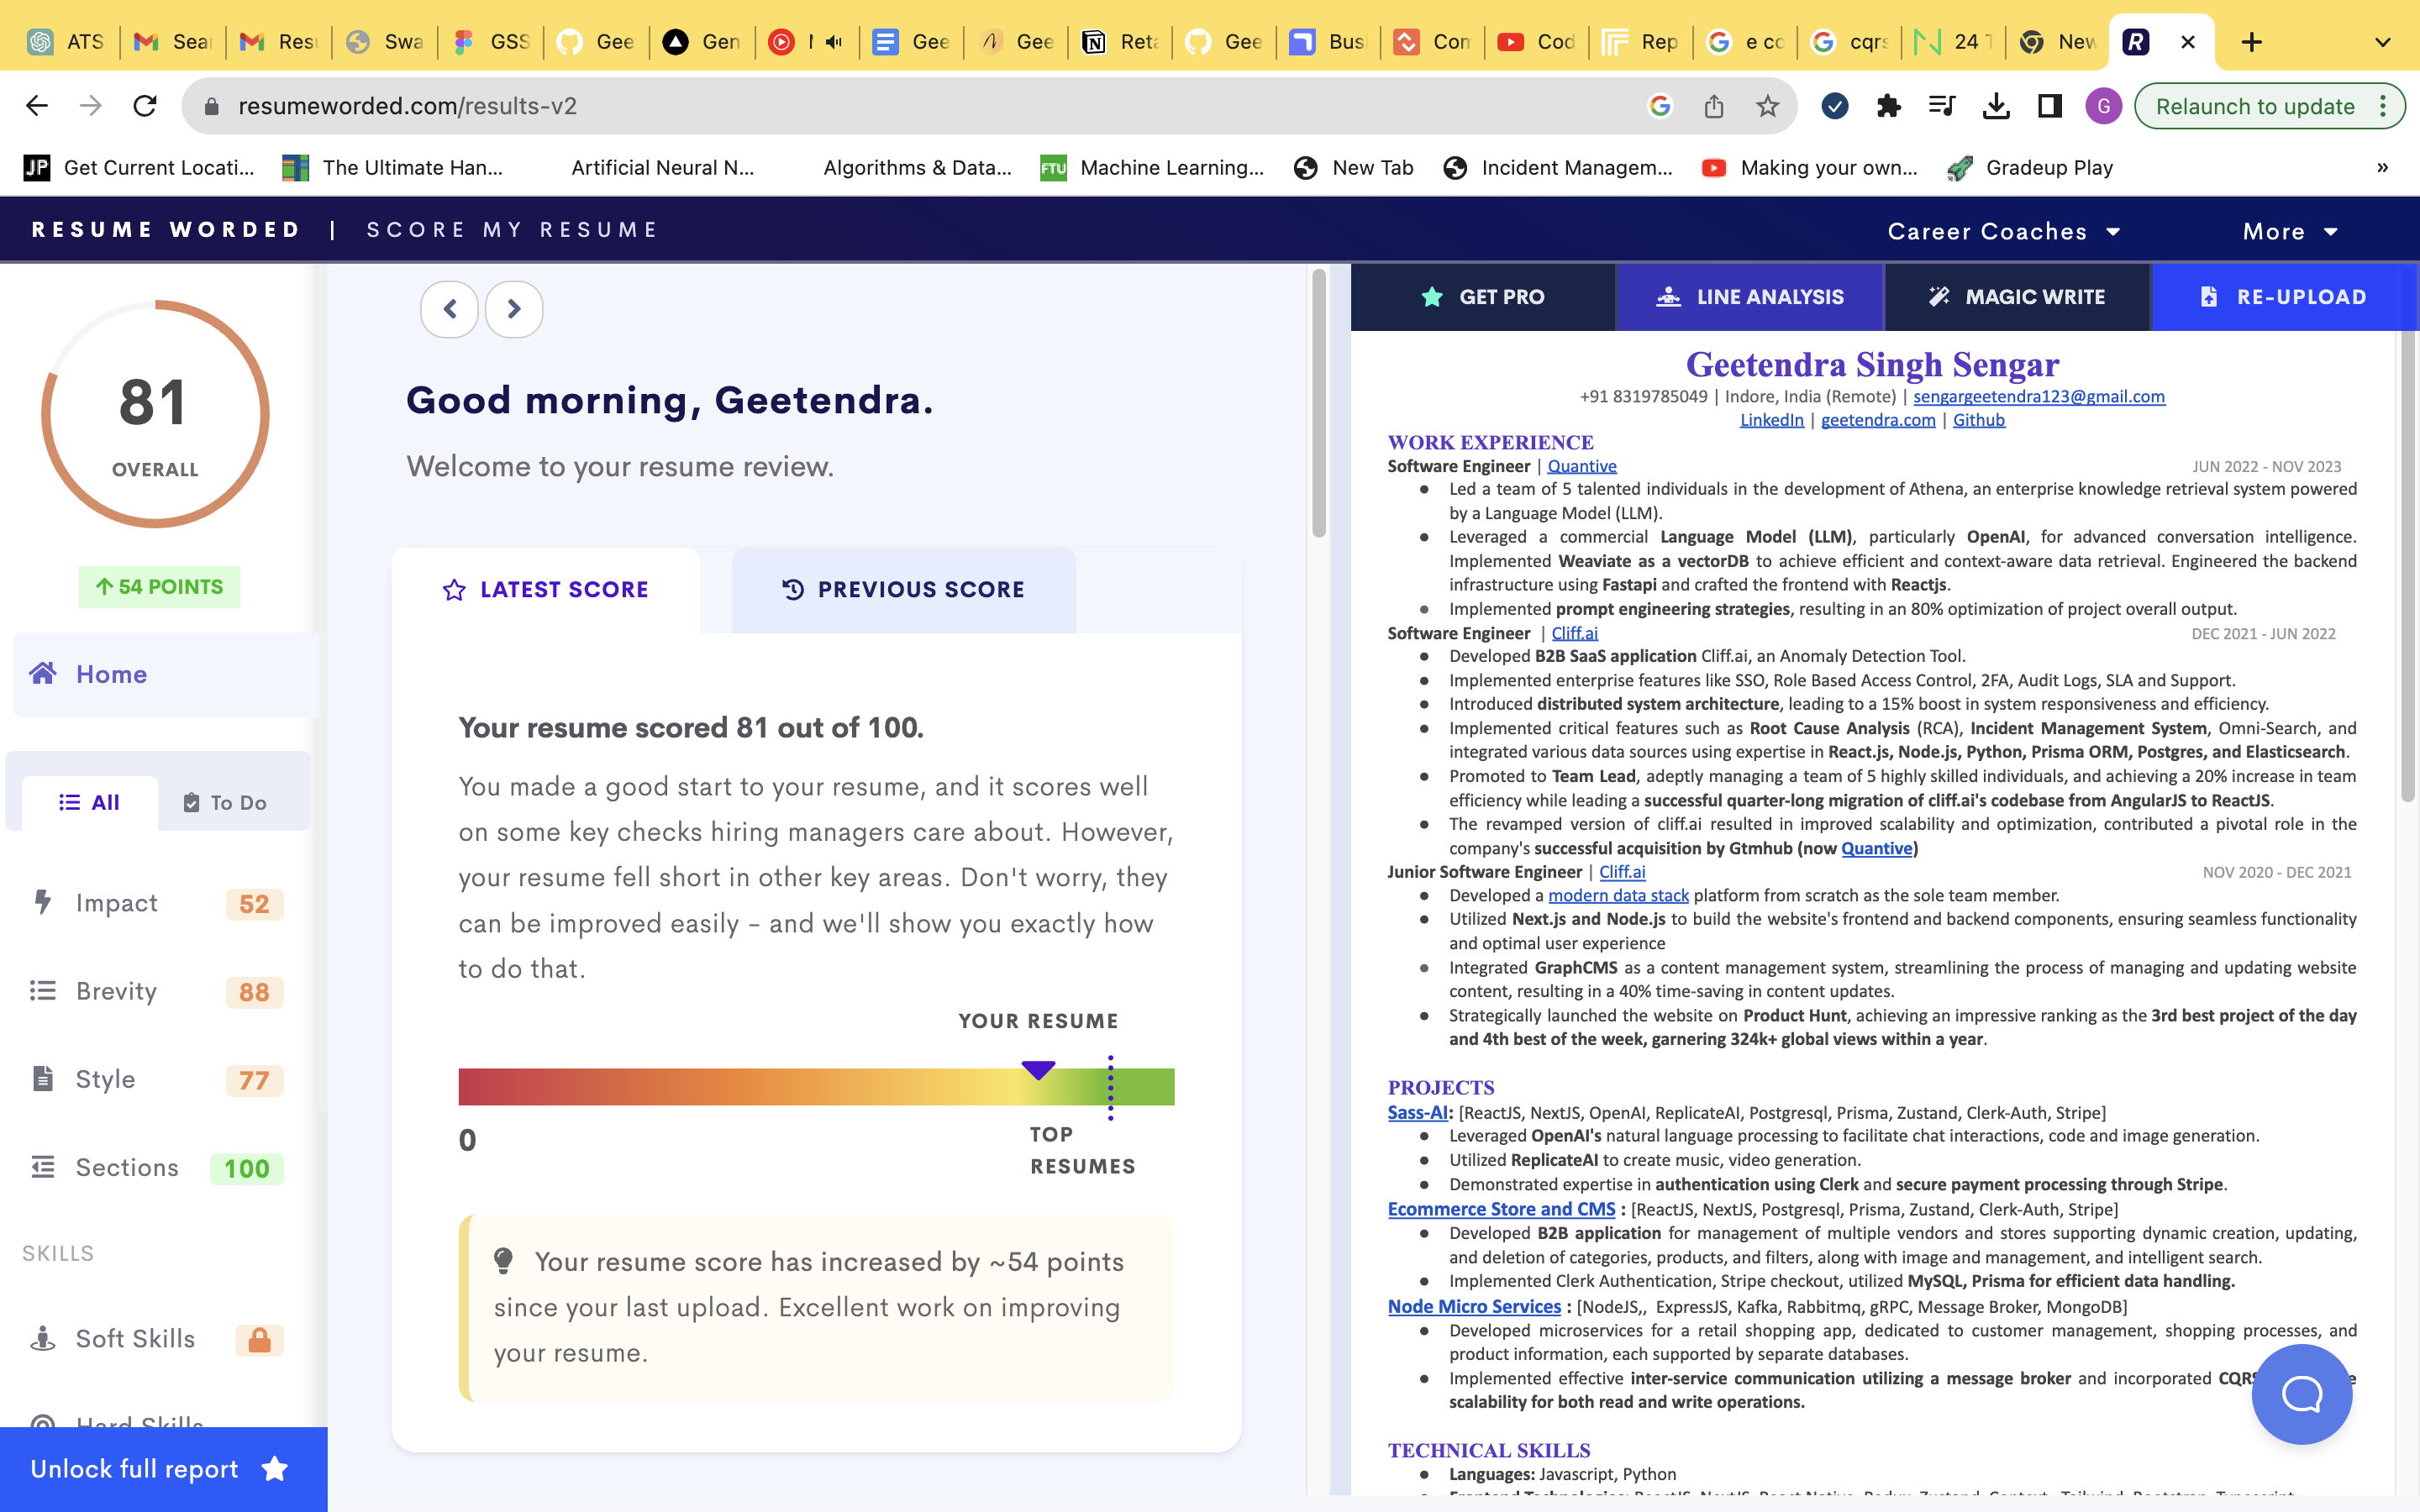 ATS
Sear
Resu
Swa
GSS
Gee
Gen
Gee
Gee
Reta
Gee
Busi
Com
Cod
Rep
e co
cqrs
24 T
New
resumeworded.com/results-v2
G
Relaunch to update
JP Get Current Locati...
The Ultimate Han...
Artificial Neural N...
Algorithms & Data...
FTU Machine Learning...
New Tab
Incident Managem...
Making your own...
Gradeup Play
»
RESUME WORDED | SCORE MY RESUME
Career Coaches
More
81
OVERALL
↑ 54 POINTS
Home
All
To Do
Impact 52
Brevity 88
Style 77
Sections 100
SKILLS
Soft Skills
Hard Skills
Unlock full report
Good morning, Geetendra.
Welcome to your resume review.
LATEST SCORE
PREVIOUS SCORE
Your resume scored 81 out of 100.
You made a good start to your resume, and it scores well
on some key checks hiring managers care about. However,
your resume fell short in other key areas. Don't worry, they
can be improved easily - and we'll show you exactly how
to do that.
YOUR RESUME
0
TOP
RESUMES
Your resume score has increased by ~54 points
since your last upload. Excellent work on improving
your resume.
GET PRO
LINE ANALYSIS
MAGIC WRITE
RE-UPLOAD
Geetendra Singh Sengar
+91 8319785049 | Indore, India (Remote) | sengargeetendra123@gmail.com
LinkedIn | geetendra.com | Github
WORK EXPERIENCE
Software Engineer | Quantive JUN 2022 - NOV 2023
● Led a team of 5 talented individuals in the development of Athena, an enterprise knowledge retrieval system powered
by a Language Model (LLM).
● Leveraged a commercial Language Model (LLM), particularly OpenAI, for advanced conversation intelligence.
Implemented Weaviate as a vectorDB to achieve efficient and context-aware data retrieval. Engineered the backend
infrastructure using Fastapi and crafted the frontend with Reactjs.
● Implemented prompt engineering strategies, resulting in an 80% optimization of project overall output.
Software Engineer | Cliff.ai DEC 2021 - JUN 2022
● Developed B2B SaaS application Cliff.ai, an Anomaly Detection Tool.
● Implemented enterprise features like SSO, Role Based Access Control, 2FA, Audit Logs, SLA and Support.
● Introduced distributed system architecture, leading to a 15% boost in system responsiveness and efficiency.
● Implemented critical features such as Root Cause Analysis (RCA), Incident Management System, Omni-Search, and
integrated various data sources using expertise in React.js, Node.js, Python, Prisma ORM, Postgres, and Elasticsearch.
● Promoted to Team Lead, adeptly managing a team of 5 highly skilled individuals, and achieving a 20% increase in team
efficiency while leading a successful quarter-long migration of cliff.ai's codebase from AngularJS to ReactJS.
● The revamped version of cliff.ai resulted in improved scalability and optimization, contributed a pivotal role in the
company's successful acquisition by Gtmhub (now Quantive)
Junior Software Engineer | Cliff.ai NOV 2020 - DEC 2021
● Developed a modern data stack platform from scratch as the sole team member.
● Utilized Next.js and Node.js to build the website's frontend and backend components, ensuring seamless functionality
and optimal user experience
● Integrated GraphCMS as a content management system, streamlining the process of managing and updating website
content, resulting in a 40% time-saving in content updates.
● Strategically launched the website on Product Hunt, achieving an impressive ranking as the 3rd best project of the day
and 4th best of the week, garnering 324k+ global views within a year.
PROJECTS
Sass-AI: [ReactJS, NextJS, OpenAI, ReplicateAI, Postgresql, Prisma, Zustand, Clerk-Auth, Stripe]
● Leveraged OpenAI's natural language processing to facilitate chat interactions, code and image generation.
● Utilized ReplicateAI to create music, video generation.
● Demonstrated expertise in authentication using Clerk and secure payment processing through Stripe.
Ecommerce Store and CMS : [ReactJS, NextJS, Postgresql, Prisma, Zustand, Clerk-Auth, Stripe]
● Developed B2B application for management of multiple vendors and stores supporting dynamic creation, updating,
and deletion of categories, products, and filters, along with image and management, and intelligent search.
● Implemented Clerk Authentication, Stripe checkout, utilized MySQL, Prisma for efficient data handling.
Node Micro Services : [NodeJS,, ExpressJS, Kafka, Rabbitmq, gRPC, Message Broker, MongoDB]
● Developed microservices for a retail shopping app, dedicated to customer management, shopping processes, and
product information, each supported by separate databases.
● Implemented effective inter-service communication utilizing a message broker and incorporated CQRS
scalability for both read and write operations.
TECHNICAL SKILLS
● Languages: Javascript, Python
● Frontend Technologies: ReactJS, NextJS, React Native, Redux, Zustand, Context, Tailwind, Bootstrap, Typescript